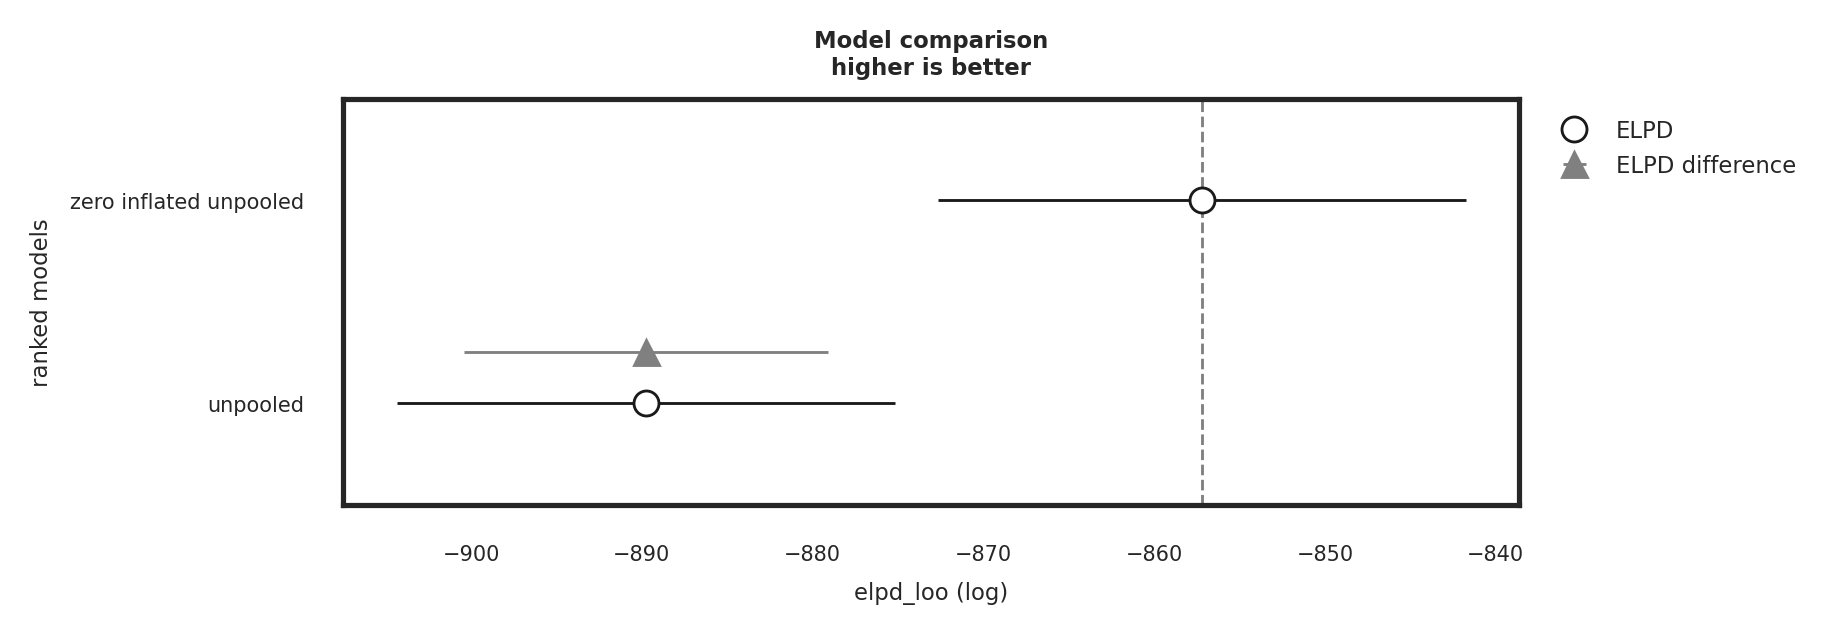 Model comparison
higher is better
ELPD
ELPD difference
ranked models
zero inflated unpooled
unpooled
−900
−890
−880
−870
−860
−850
−840
elpd_loo (log)